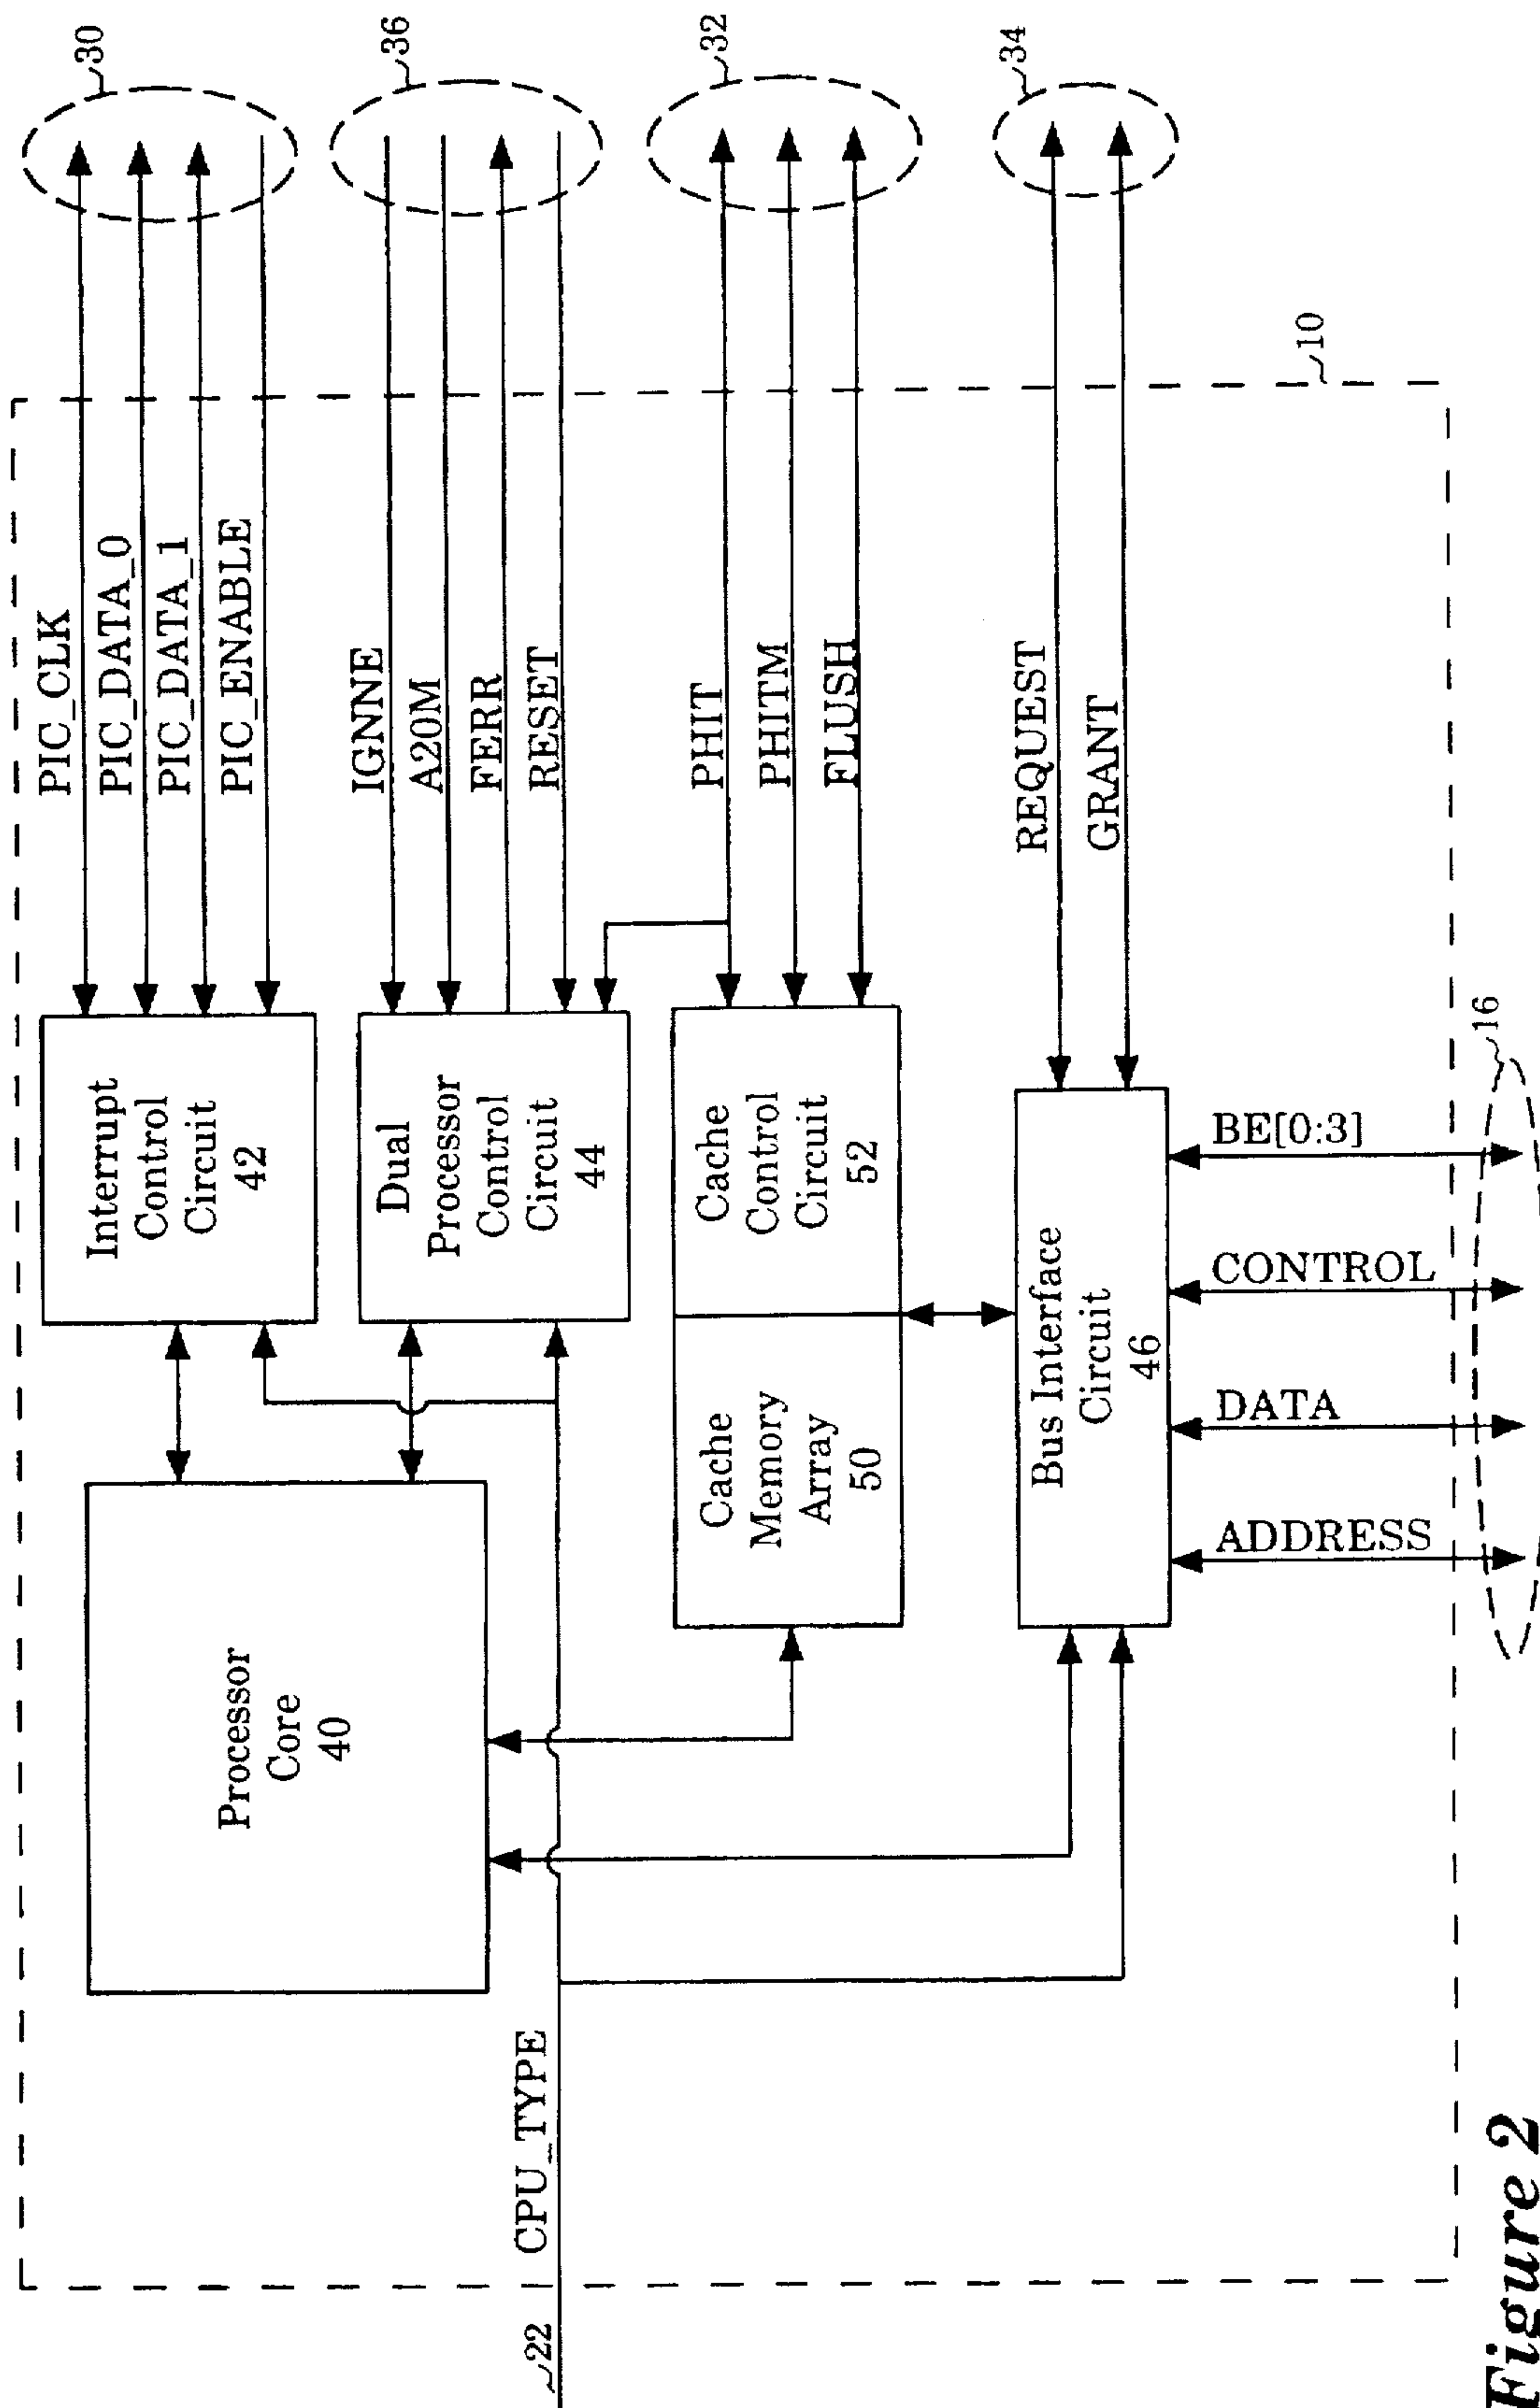 30
36
32
34
10
PIC_CLK
PIC_DATA_0
PIC_DATA_1
PIC_ENABLE
IGNNE
A20M
FERR
RESET
PHIT
PHITM
FLUSH
REQUEST
GRANT
Interrupt
Control
Circuit
42
Dual
Processor
Control
Circuit
44
Cache
Control
Circuit
52
Cache
Memory
Array
50
Processor
Core
40
Bus Interface
Circuit
46
BE[0:3]
CONTROL
DATA
ADDRESS
16
CPU_TYPE
22
Figure 2